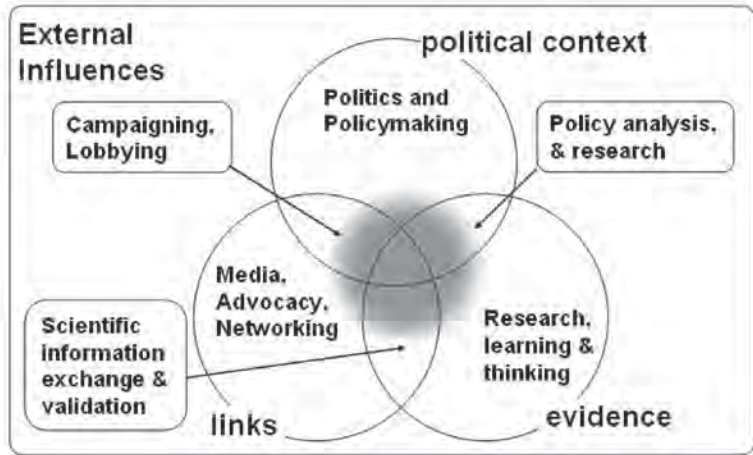 External
Influences
political context
Politics and
Policymaking
Campaigning,
Lobbying
Policy analysis,
& research
Media,
Advocacy,
Networking
Scientific
information
exchange &
validation
Research,
learning &
thinking
links
evidence